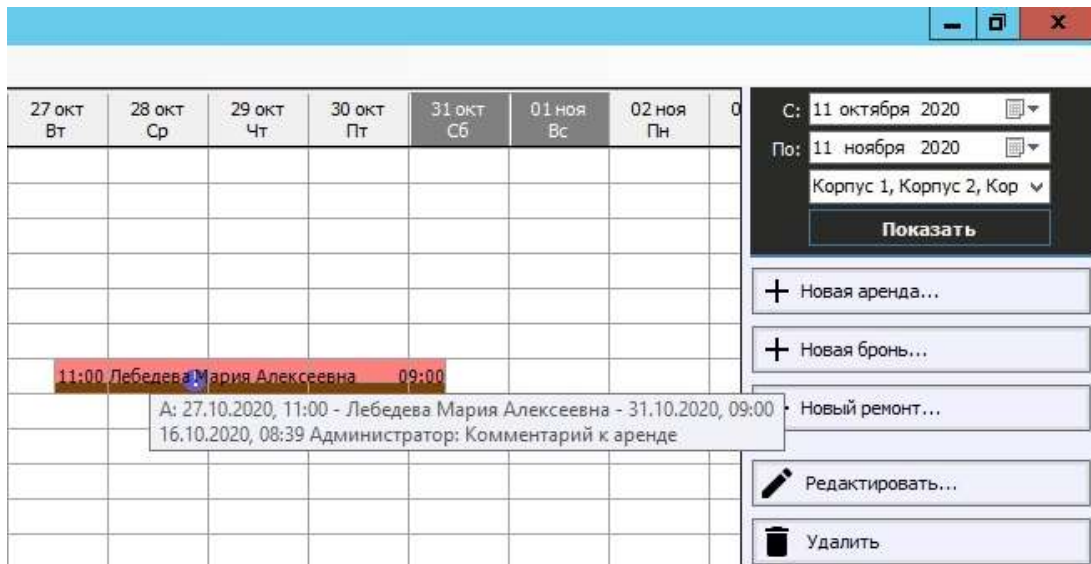 27 окт 28 окт 29 окт 30 окт 31 окт 01 ноя 02 ноя 0
Вт Ср Чт Пт Сб Вс Пн
С: 11 октября 2020
По: 11 ноября 2020
Корпус 1, Корпус 2, Кор
Показать
Новая аренда...
Новая бронь...
11:00 Лебедева Мария Алексеевна 09:00
А: 27.10.2020, 11:00 - Лебедева Мария Алексеевна - 31.10.2020, 09:00
16.10.2020, 08:39 Администратор: Комментарий к аренде
Новый ремонт...
Редактировать...
Удалить